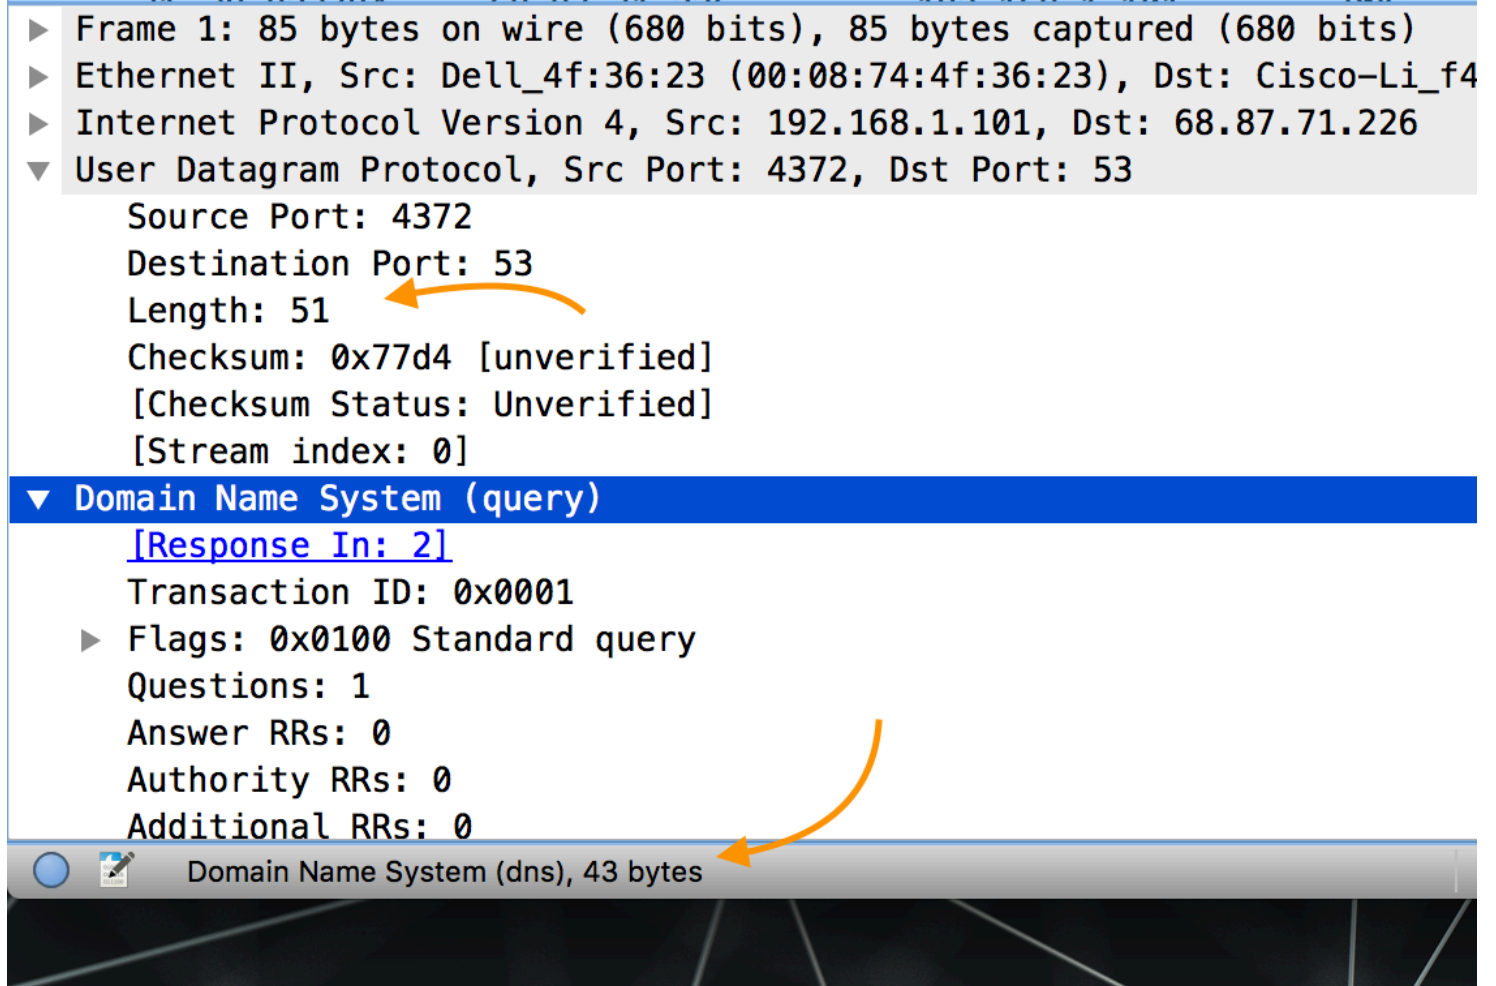 Frame 1: 85 bytes on wire (680 bits), 85 bytes captured (680 bits)
Ethernet II, Src: Dell_4f:36:23 (00:08:74:4f:36:23), Dst: Cisco-Li_f4
Internet Protocol Version 4, Src: 192.168.1.101, Dst: 68.87.71.226
User Datagram Protocol, Src Port: 4372, Dst Port: 53
Source Port: 4372
Destination Port: 53
Length: 51
Checksum: 0x77d4 [unverified]
[Checksum Status: Unverified]
[Stream index: 0]
Domain Name System (query)
[Response In: 2]
Transaction ID: 0x0001
Flags: 0x0100 Standard query
Questions: 1
Answer RRs: 0
Authority RRs: 0
Additional RRs: 0
Domain Name System (dns), 43 bytes